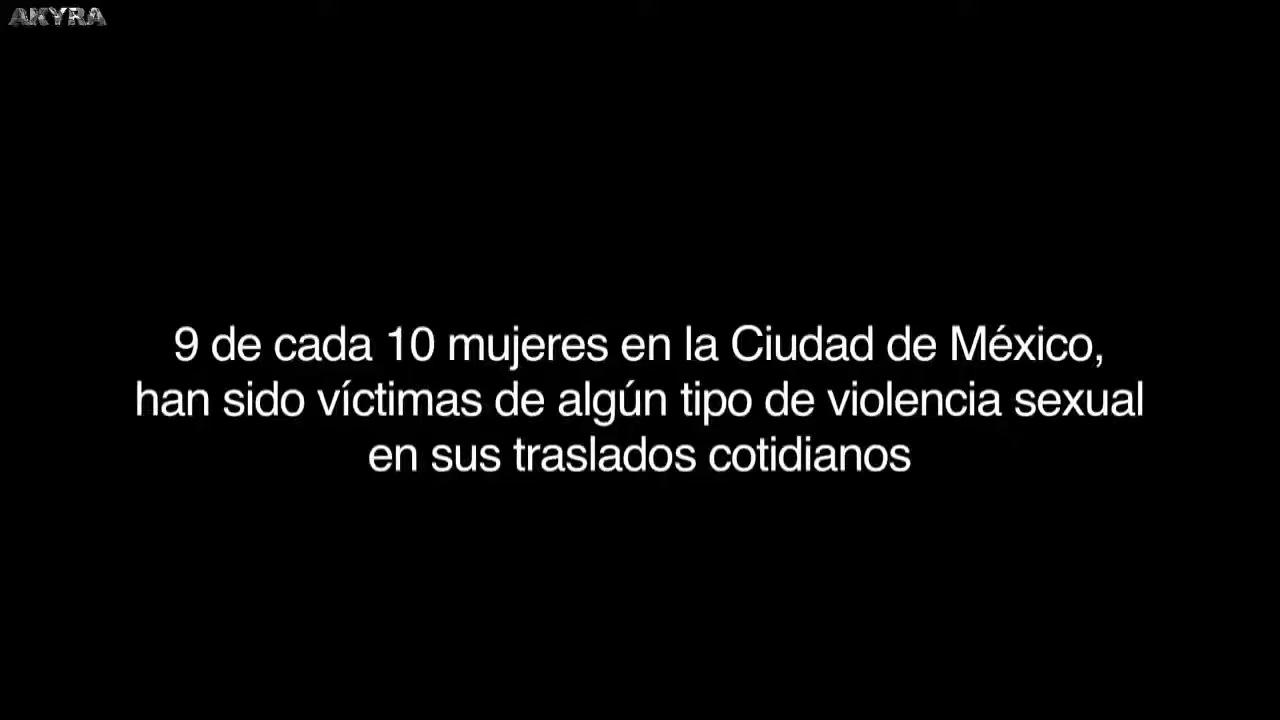 AKYRA
9 de cada 10 mujeres en la Ciudad de México,
han sido víctimas de algún tipo de violencia sexual
en sus traslados cotidianos